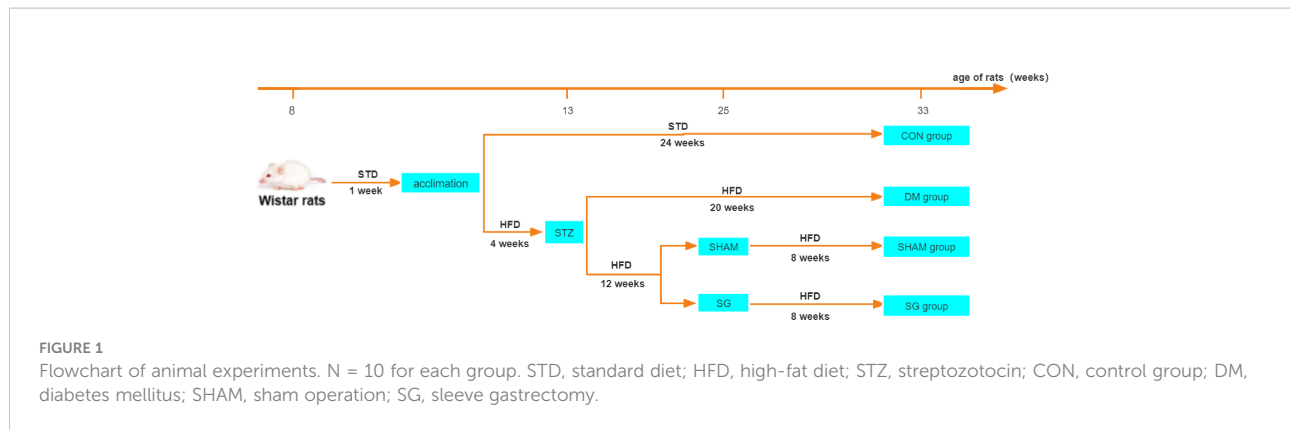 age of rats (weeks)
8 13 25 33
STD
24 weeks
CON group
STD
1 week
acclimation
Wistar rats
HFD
20 weeks
DM group
HFD
4 weeks
STZ
HFD
12 weeks
SHAM
HFD
8 weeks
SHAM group
SG
HFD
8 weeks
SG group
FIGURE 1
Flowchart of animal experiments. N = 10 for each group. STD, standard diet; HFD, high-fat diet; STZ, streptozotocin; CON, control group; DM,
diabetes mellitus; SHAM, sham operation; SG, sleeve gastrectomy.